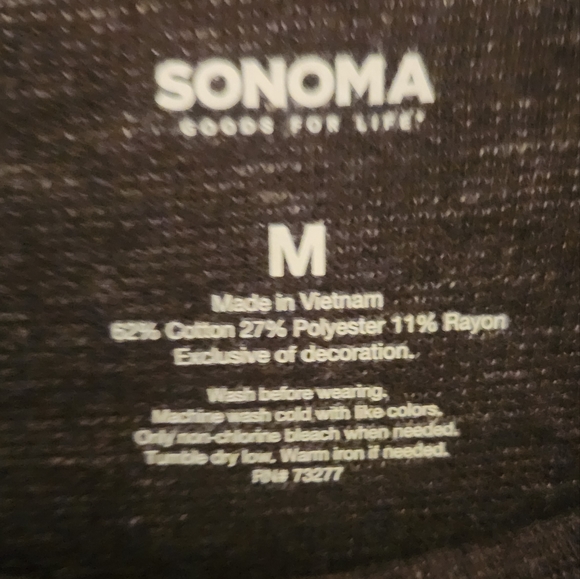 SONOMA
GOODS FOR LIFE®
M
Made in Vietnam
62% Cotton 27% Polyester 11% Rayon
Exclusive of decoration.
Wash before wearing.
Machine wash cold with like colors.
Only non-chlorine bleach when needed.
Tumble dry low. Warm iron if needed.
RN# 73277